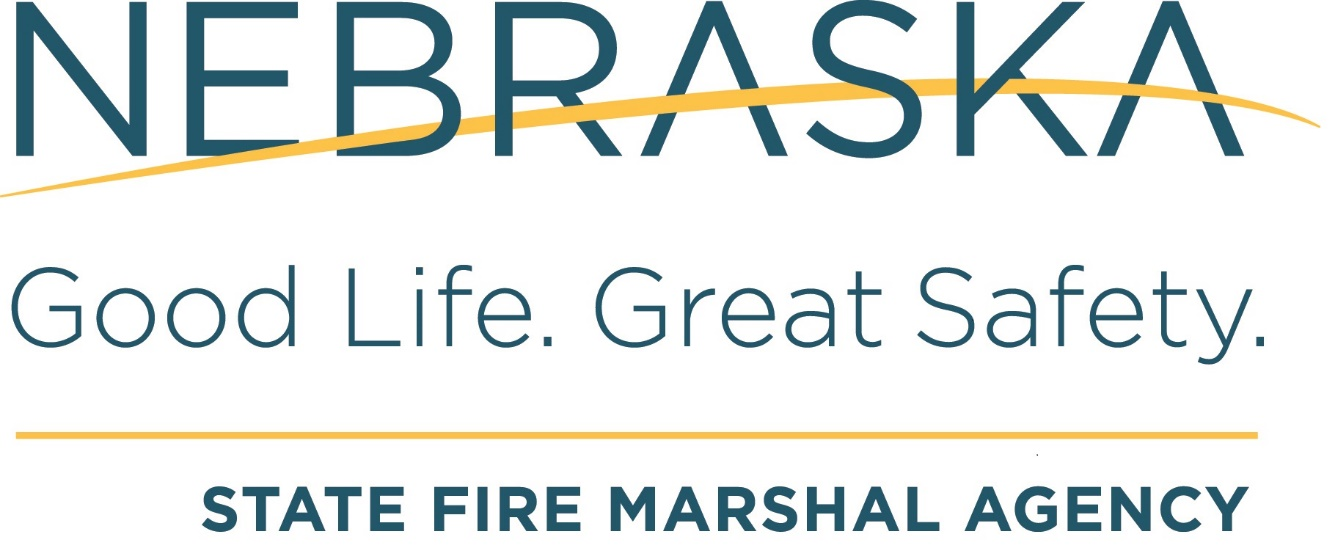 NEBRASKA
Good Life. Great Safety.
STATE FIRE MARSHAL AGENCY